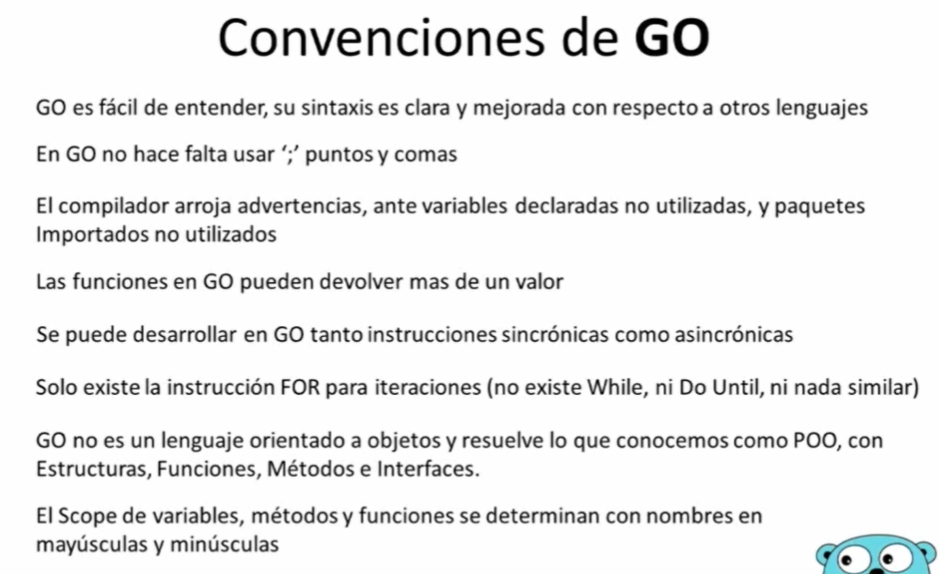 Convenciones de GO
GO es fácil de entender, su sintaxis es clara y mejorada con respecto a otros lenguajes
En GO no hace falta usar ‘;’ puntos y comas
El compilador arroja advertencias, ante variables declaradas no utilizadas, y paquetes
Importados no utilizados
Las funciones en GO pueden devolver mas de un valor
Se puede desarrollar en GO tanto instrucciones sincrónicas como asincrónicas
Solo existe la instrucción FOR para iteraciones (no existe While, ni Do Until, ni nada similar)
GO no es un lenguaje orientado a objetos y resuelve lo que conocemos como POO, con
Estructuras, Funciones, Métodos e Interfaces.
El Scope de variables, métodos y funciones se determinan con nombres en
mayúsculas y minúsculas